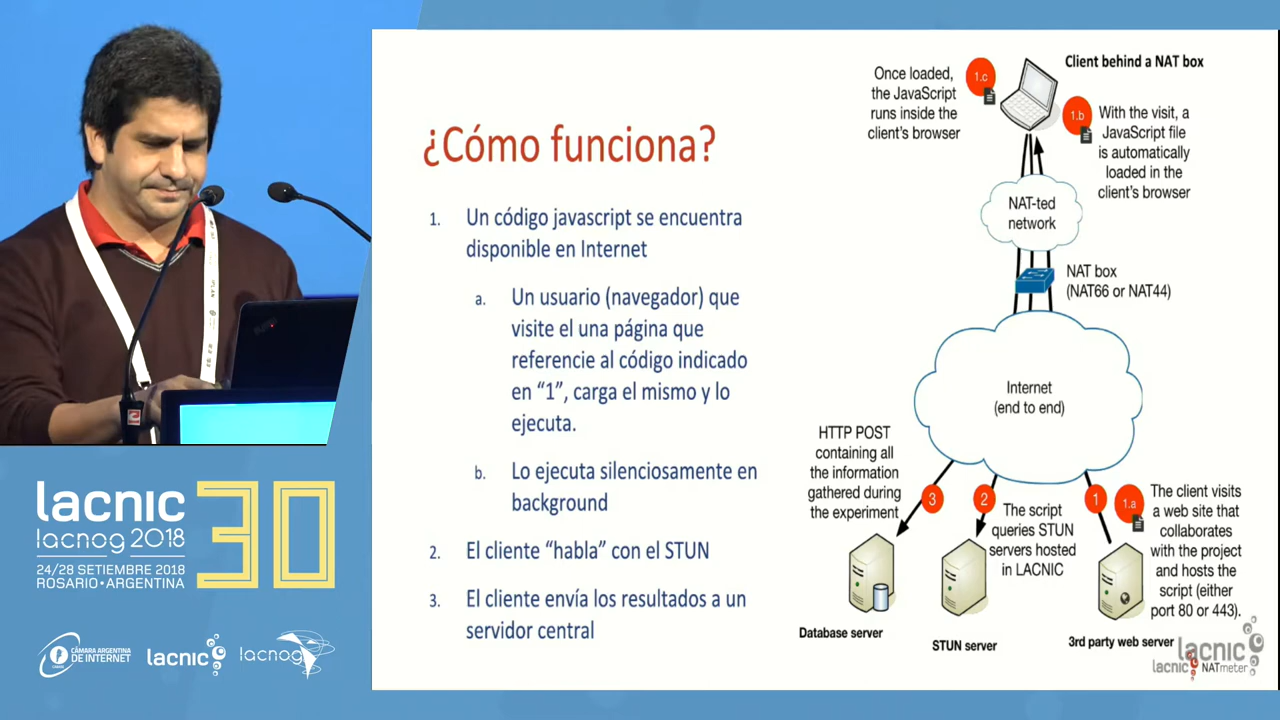 ¿Cómo funciona?
1. Un código javascript se encuentra
disponible en Internet
a. Un usuario (navegador) que
visite el una página que
referencie al código indicado
en “1”, carga el mismo y lo
ejecuta.
b. Lo ejecuta silenciosamente en
background
2. El cliente “habla” con el STUN
3. El cliente envía los resultados a un
servidor central
Client behind a NAT box
1.c
Once loaded,
the JavaScript
runs inside the
client's browser
1.b
With the visit, a
JavaScript file
is automatically
loaded in the
client's browser
NAT-ted
network
NAT box
(NAT66 or NAT44)
Internet
(end to end)
HTTP POST
containing all
the information
gathered during
the experiment
3
2
The script
queries STUN
servers hosted
in LACNIC
1
1.a
The client visits
a web site that
collaborates
with the project
and hosts the
script (either
port 80 or 443).
Database server
STUN server
3rd party web server
lacnic
lacnic NATmeter
lacnic 30
lacnog 2018
24/28 SETIEMBRE 2018
ROSARIO • ARGENTINA
CÁMARA ARGENTINA
DE INTERNET
lacnic
lacnog